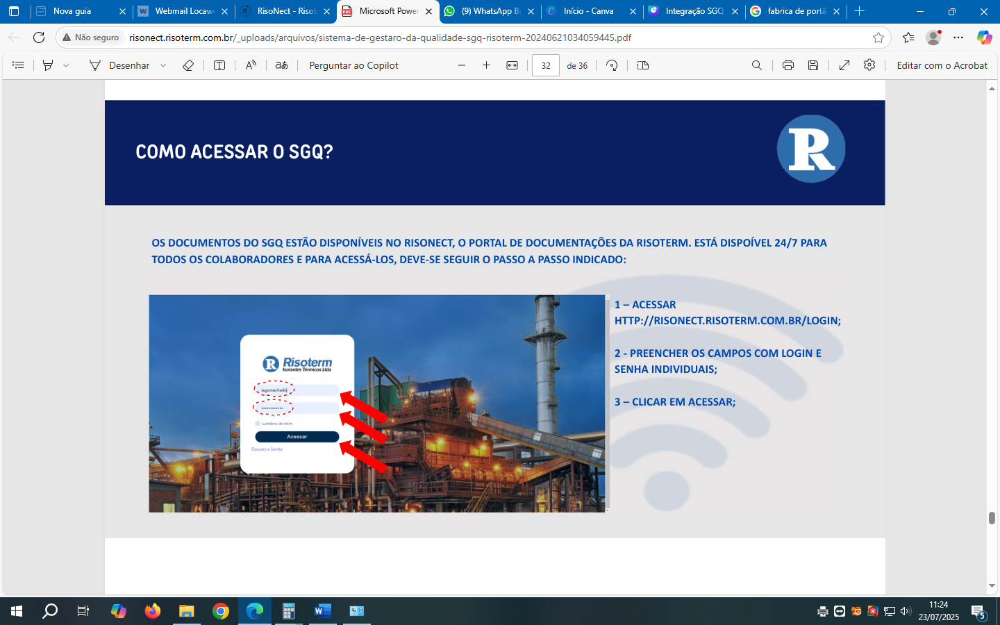 Nova guia
Webmail Locaw
RisoNect - Risot
Microsoft Power
(9) WhatsApp Bu
Início - Canva
Integração SGQ
fabrica de portã
Não seguro
risonect.risoterm.com.br/_uploads/arquivos/sistema-de-gestaro-da-qualidade-sgq-risoterm-20240621034059445.pdf
Desenhar
Perguntar ao Copilot
32 de 36
Editar com o Acrobat
COMO ACESSAR O SGQ?
R
OS DOCUMENTOS DO SGQ ESTÃO DISPONÍVEIS NO RISONECT, O PORTAL DE DOCUMENTAÇÕES DA RISOTERM. ESTÁ DISPOÍVEL 24/7 PARA
TODOS OS COLABORADORES E PARA ACESSÁ-LOS, DEVE-SE SEGUIR O PASSO A PASSO INDICADO:
R Risoterm
Isolantes Térmicos Ltda
iagomachado
Lembre de mim
Acessar
Esqueci a Senha
1 – ACESSAR
HTTP://RISONECT.RISOTERM.COM.BR/LOGIN;
2 - PREENCHER OS CAMPOS COM LOGIN E
SENHA INDIVIDUAIS;
3 – CLICAR EM ACESSAR;
11:24
23/07/2025
5